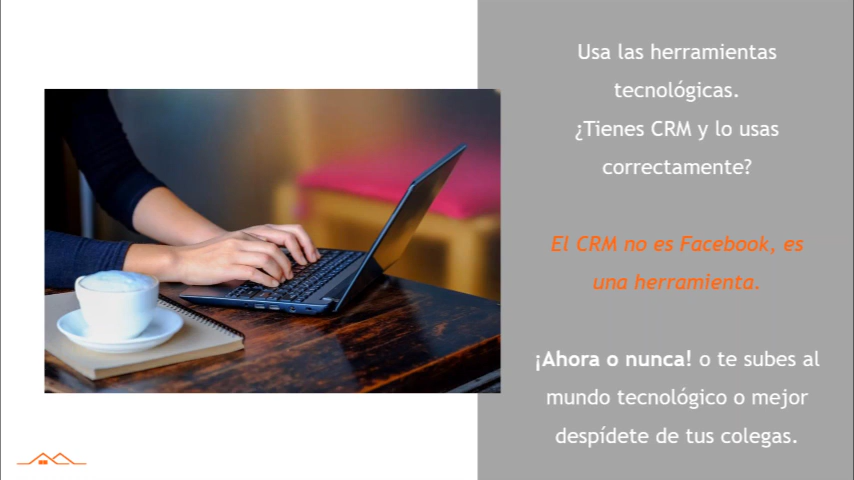 Usa las herramientas
tecnológicas.
¿Tienes CRM y lo usas
correctamente?
El CRM no es Facebook, es
una herramienta.
¡Ahora o nunca! o te subes al
mundo tecnológico o mejor
despídete de tus colegas.